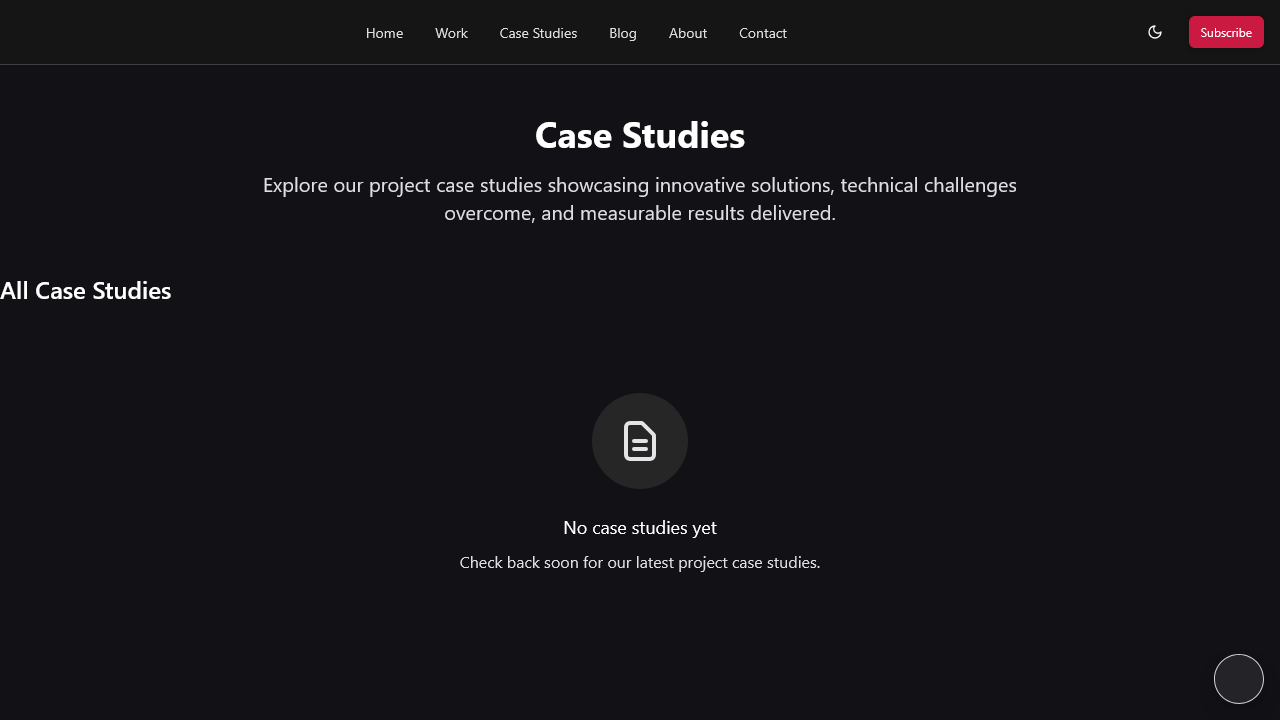 Home
Work
Case Studies
Blog
About
Contact
Subscribe
Case Studies
Explore our project case studies showcasing innovative solutions, technical challenges
overcome, and measurable results delivered.
All Case Studies
No case studies yet
Check back soon for our latest project case studies.